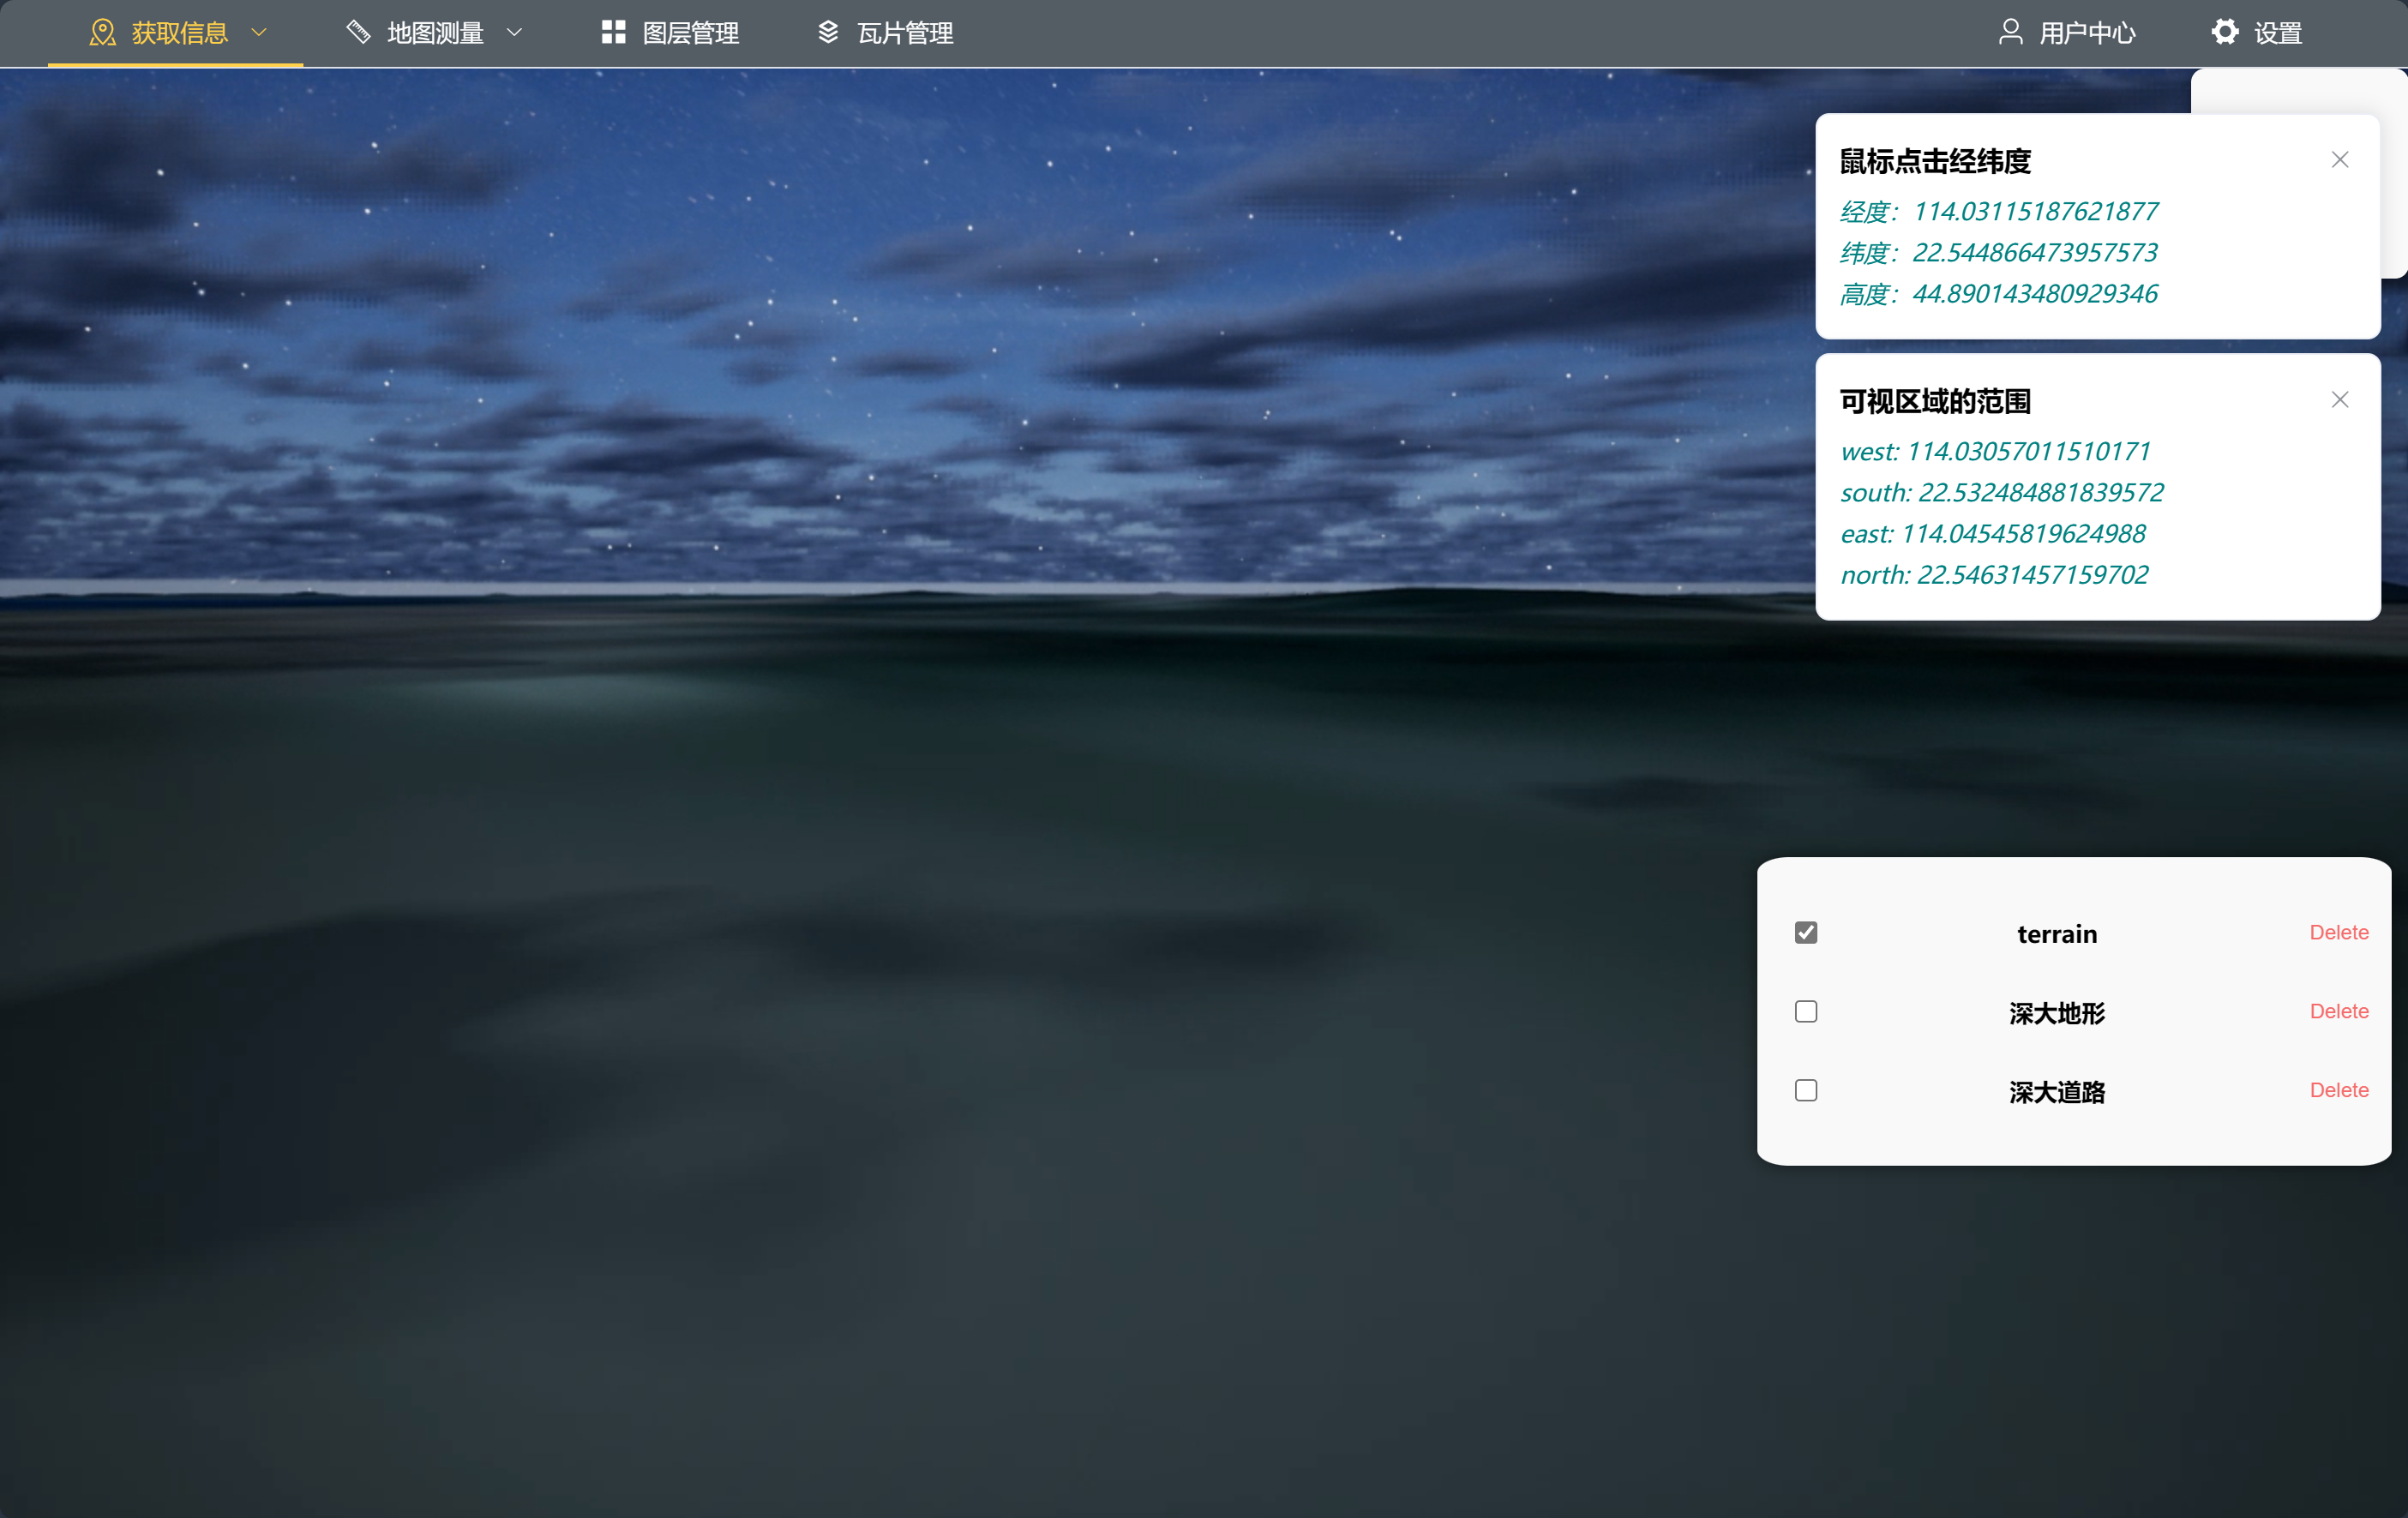 获取信息 地图测量 图层管理 瓦片管理 用户中心 设置
鼠标点击经纬度
经度：114.03115187621877
纬度：22.544866473957573
高度：44.890143480929346
可视区域的范围
west: 114.03057011510171
south: 22.532484881839572
east: 114.04545819624988
north: 22.54631457159702
terrain Delete
深大地形 Delete
深大道路 Delete